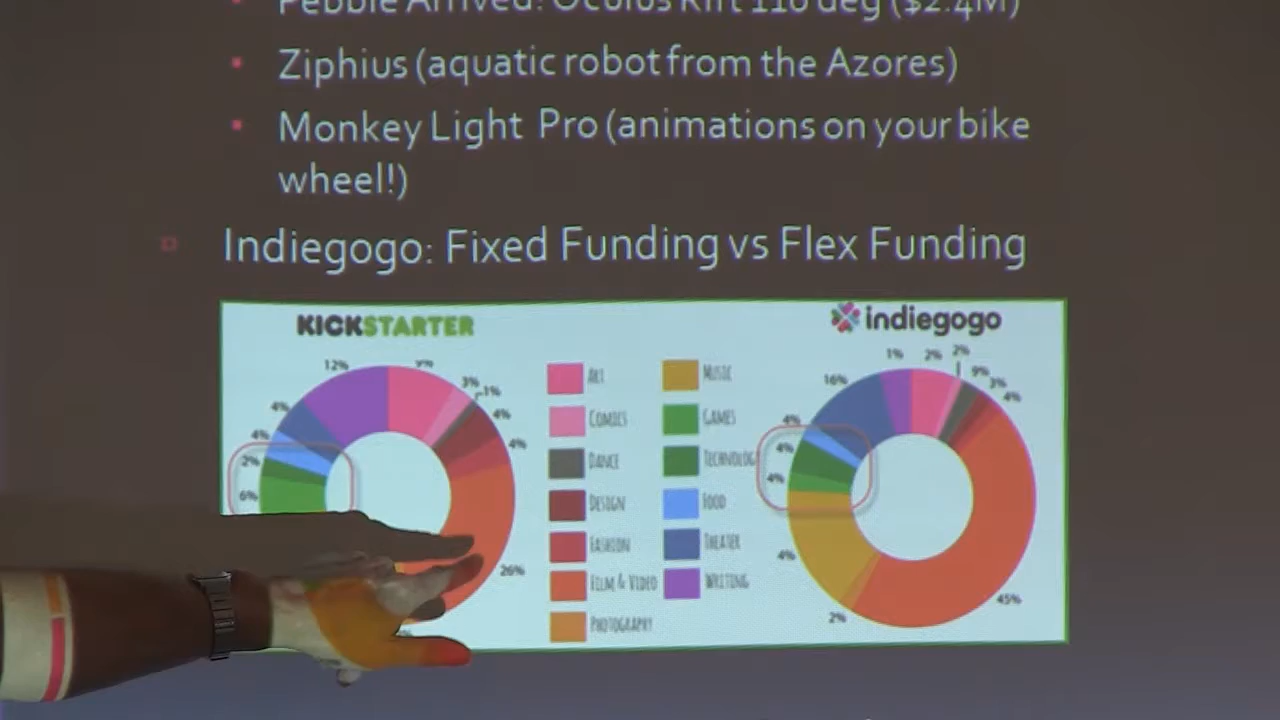 Pebble Arrived! Oculus Rift 110 deg ($2.4M)
Ziphius (aquatic robot from the Azores)
Monkey Light Pro (animations on your bike
wheel!)
Indiegogo: Fixed Funding vs Flex Funding
KICKSTARTER
indiegogo
12%
3%
1%
4%
4%
4%
4%
2%
6%
26%
ART
COMICS
DANCE
DESIGN
FASHION
FILM & VIDEO
PHOTOGRAPHY
MUSIC
GAMES
TECHNOLOG
FOOD
THEATER
WRITING
1%
2%
2%
9%
3%
4%
16%
4%
4%
4%
4%
2%
45%